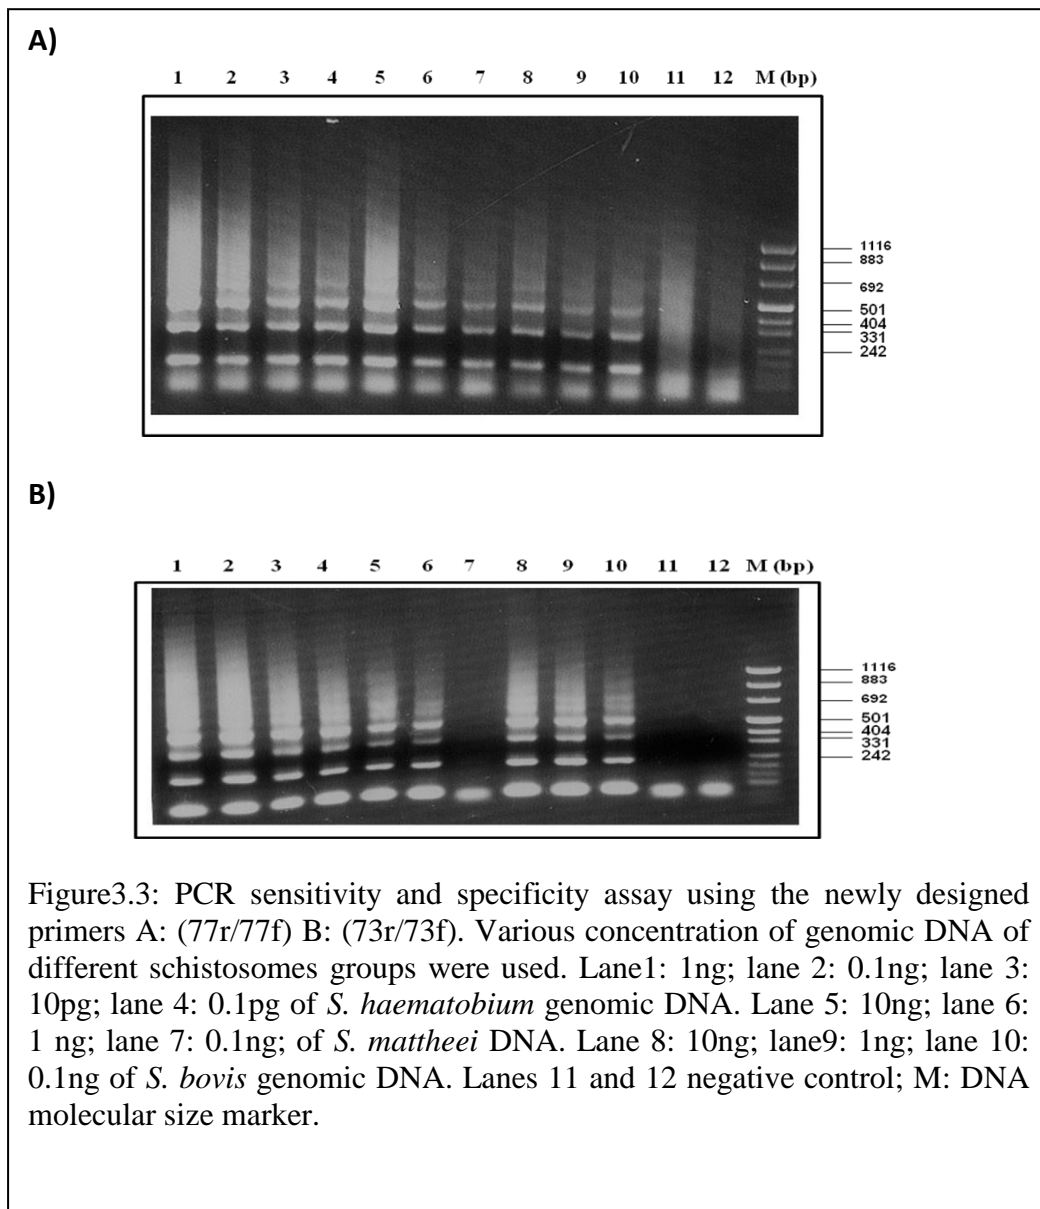 A)
1 2 3 4 5 6 7 8 9 10 11 12 M (bp)
1116
883
692
501
404
331
242
B)
1 2 3 4 5 6 7 8 9 10 11 12 M (bp)
1116
883
692
501
404
331
242
Figure3.3: PCR sensitivity and specificity assay using the newly designed
primers A: (77r/77f) B: (73r/73f). Various concentration of genomic DNA of
different schistosomes groups were used. Lane1: 1ng; lane 2: 0.1ng; lane 3:
10pg; lane 4: 0.1pg of S. haematobium genomic DNA. Lane 5: 10ng; lane 6:
1 ng; lane 7: 0.1ng; of S. mattheei DNA. Lane 8: 10ng; lane9: 1ng; lane 10:
0.1ng of S. bovis genomic DNA. Lanes 11 and 12 negative control; M: DNA
molecular size marker.